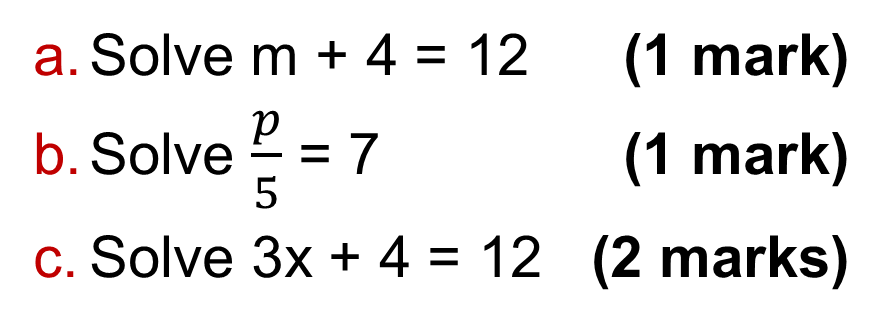 a. Solve m + 4 = 12 (1 mark)
b. Solve p/5 = 7 (1 mark)
c. Solve 3x + 4 = 12 (2 marks)